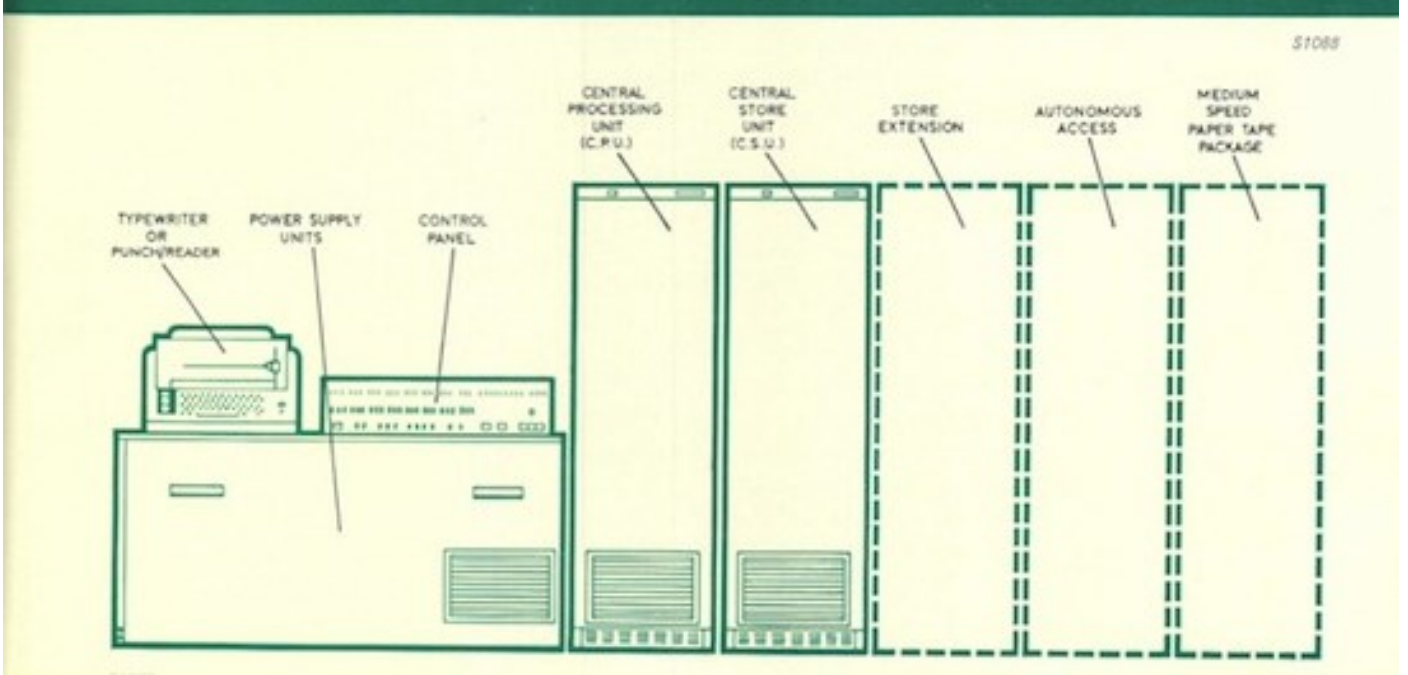 S1088
CENTRAL
PROCESSING
UNIT
(C.P.U.)
CENTRAL
STORE
UNIT
(C.S.U.)
STORE
EXTENSION
AUTONOMOUS
ACCESS
MEDIUM
SPEED
PAPER TAPE
PACKAGE
TYPEWRITER
OR
PUNCH/READER
POWER SUPPLY
UNITS
CONTROL
PANEL